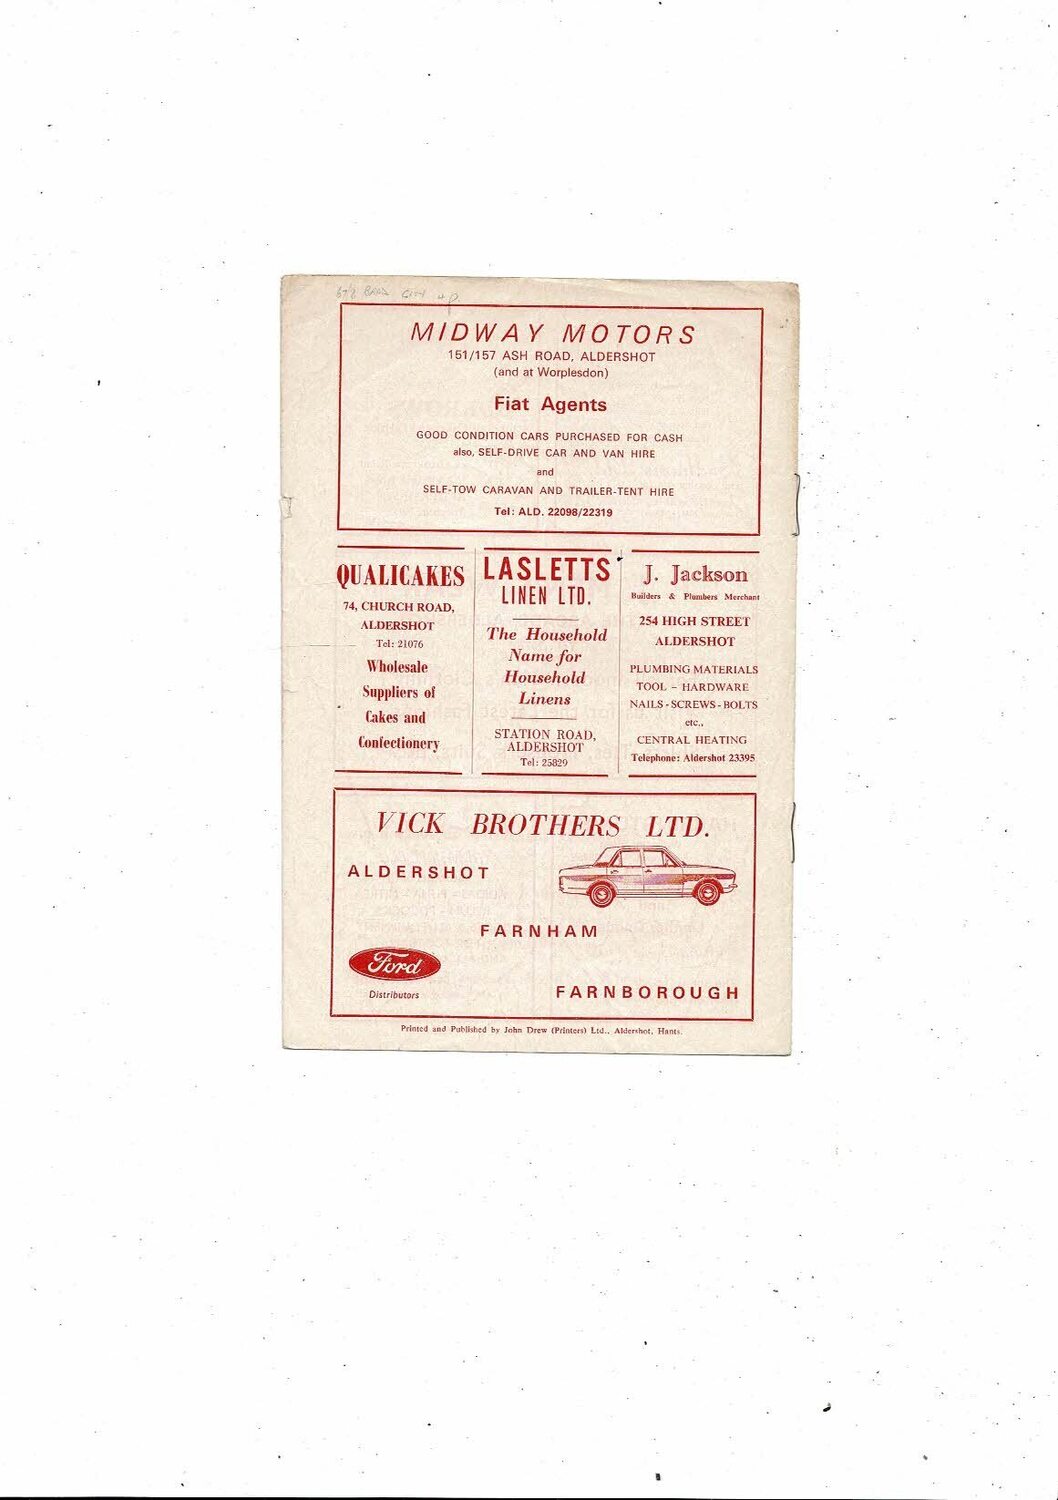 MIDWAY MOTORS
151/157 ASH ROAD, ALDERSHOT
(and at Worplesdon)
Fiat Agents
GOOD CONDITION CARS PURCHASED FOR CASH
also, SELF-DRIVE CAR AND VAN HIRE
and
SELF-TOW CARAVAN AND TRAILER-TENT HIRE
Tel: ALD. 22098/22319
QUALICAKES
74, CHURCH ROAD,
ALDERSHOT
Tel: 21076
Wholesale
Suppliers of
Cakes and
Confectionery
LASLETTS
LINEN LTD.
The Household
Name for
Household
Linens
STATION ROAD,
ALDERSHOT
Tel: 25829
J. Jackson
Builders & Plumbers Merchant
254 HIGH STREET
ALDERSHOT
PLUMBING MATERIALS
TOOL - HARDWARE
NAILS - SCREWS - BOLTS
etc.,
CENTRAL HEATING
Telephone: Aldershot 23395
VICK BROTHERS LTD.
ALDERSHOT
FARNHAM
Ford
Distributors
FARNBOROUGH
Printed and Published by John Drew (Printers) Ltd., Aldershot, Hants.